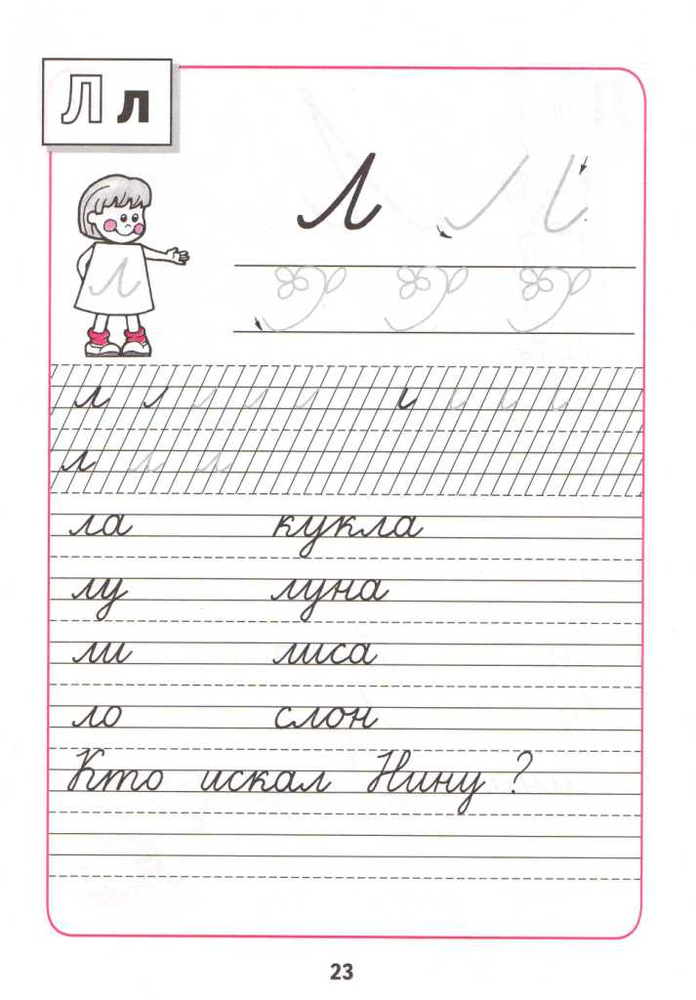 Л л
Л Л Л
Л
л
л л л
ла кукла
лу луна
ли лиса
ло слон
Кто искал Нину ?
23